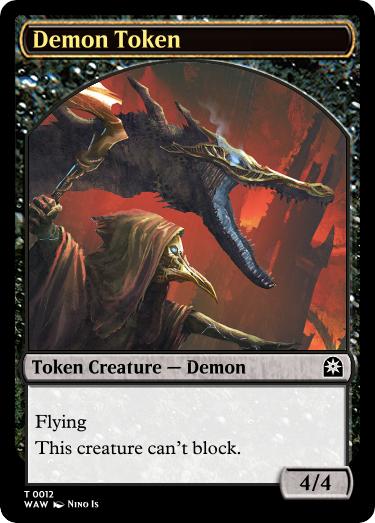 Demon Token
Token Creature — Demon
Flying
This creature can't block.
4/4
T 0012
WAW Nino Is